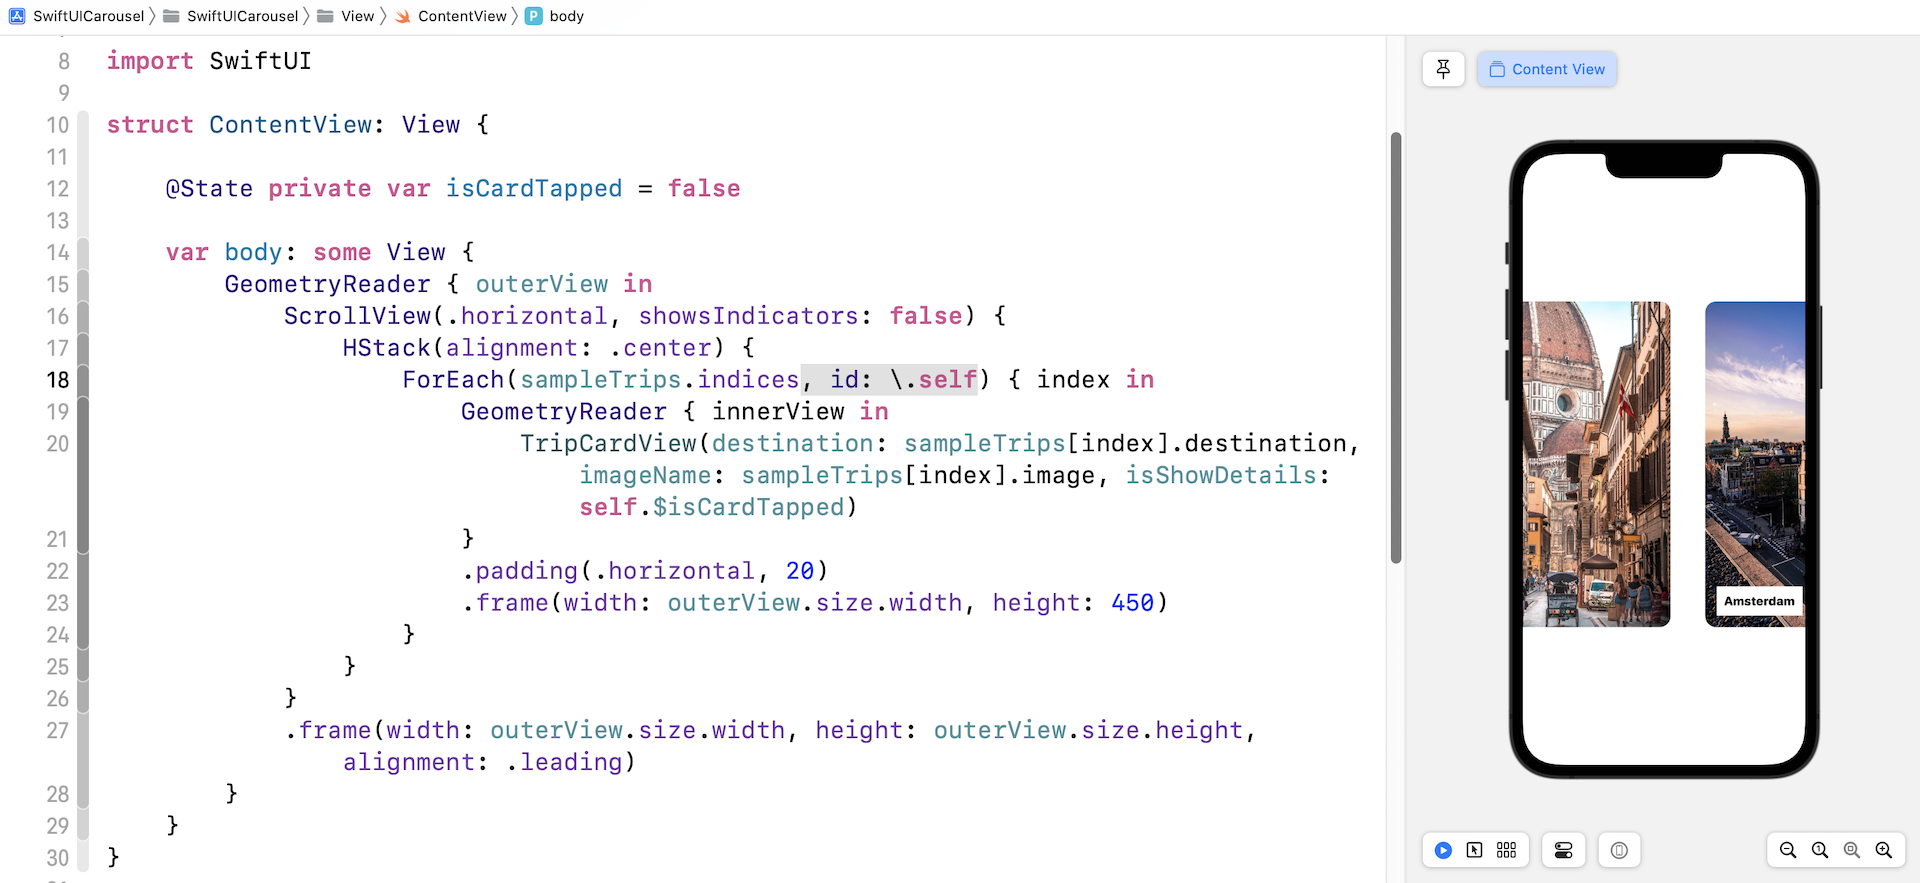 SwiftUICarousel
SwiftUICarousel
View
ContentView
P
body
8 import SwiftUI
9
10 struct ContentView: View {
11
12 @State private var isCardTapped = false
13
14 var body: some View {
15 GeometryReader { outerView in
16 ScrollView(.horizontal, showsIndicators: false) {
17 HStack(alignment: .center) {
18 ForEach(sampleTrips.indices, id: \.self) { index in
19 GeometryReader { innerView in
20 TripCardView(destination: sampleTrips[index].destination,
imageName: sampleTrips[index].image, isShowDetails:
self.$isCardTapped)
21 }
22 .padding(.horizontal, 20)
23 .frame(width: outerView.size.width, height: 450)
24 }
25 }
26 }
27 .frame(width: outerView.size.width, height: outerView.size.height,
alignment: .leading)
28 }
29 }
30 }
Content View
Amsterdam